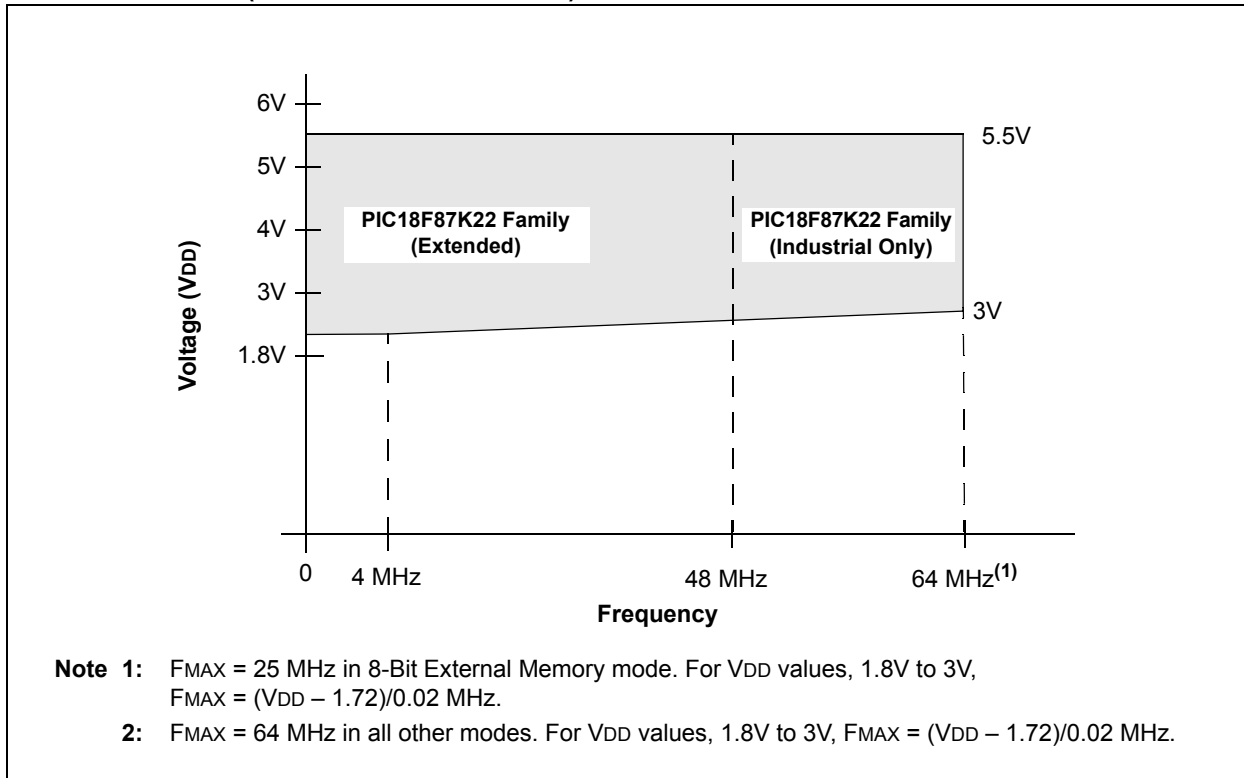 6V
5V
4V
3V
1.8V
Voltage (VDD)
PIC18F87K22 Family
(Extended)
PIC18F87K22 Family
(Industrial Only)
5.5V
3V
0
4 MHz
48 MHz
64 MHz(1)
Frequency
Note 1: FMAX = 25 MHz in 8-Bit External Memory mode. For VDD values, 1.8V to 3V,
FMAX = (VDD – 1.72)/0.02 MHz.
2: FMAX = 64 MHz in all other modes. For VDD values, 1.8V to 3V, FMAX = (VDD – 1.72)/0.02 MHz.